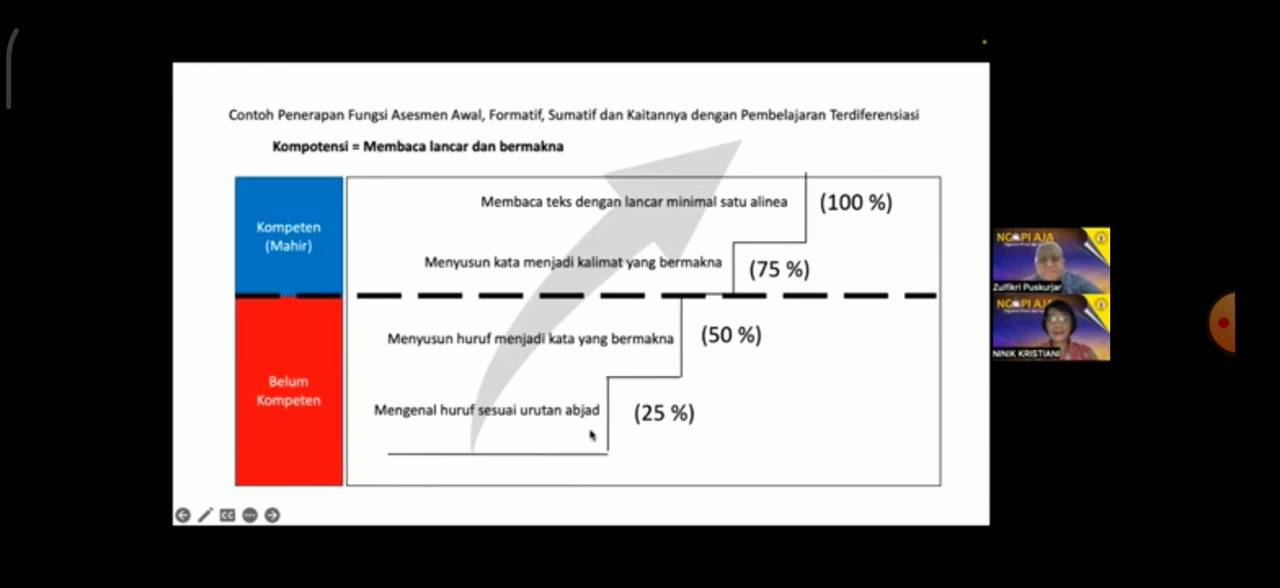 Contoh Penerapan Fungsi Asesmen Awal, Formatif, Sumatif dan Kaitannya dengan Pembelajaran Terdiferensiasi
Kompotensi = Membaca lancar dan bermakna
Kompeten
(Mahir)
Membaca teks dengan lancar minimal satu alinea
(100 %)
Menyusun kata menjadi kalimat yang bermakna
(75 %)
Menyusun huruf menjadi kata yang bermakna
(50 %)
Belum
Kompeten
Mengenal huruf sesuai urutan abjad
(25 %)
CC
NGOPI AJA
Zulfikri Puskurjar
NGOPI AJA
NINIK KRISTIANI